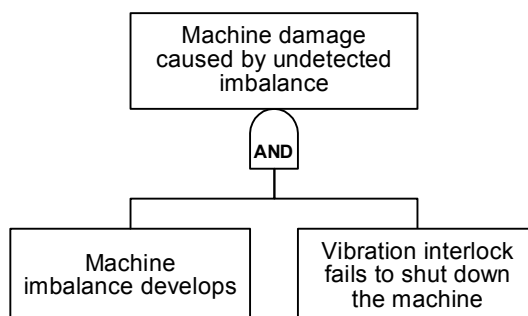 Machine damage
caused by undetected
imbalance
AND
Machine
imbalance develops
Vibration interlock
fails to shut down
the machine